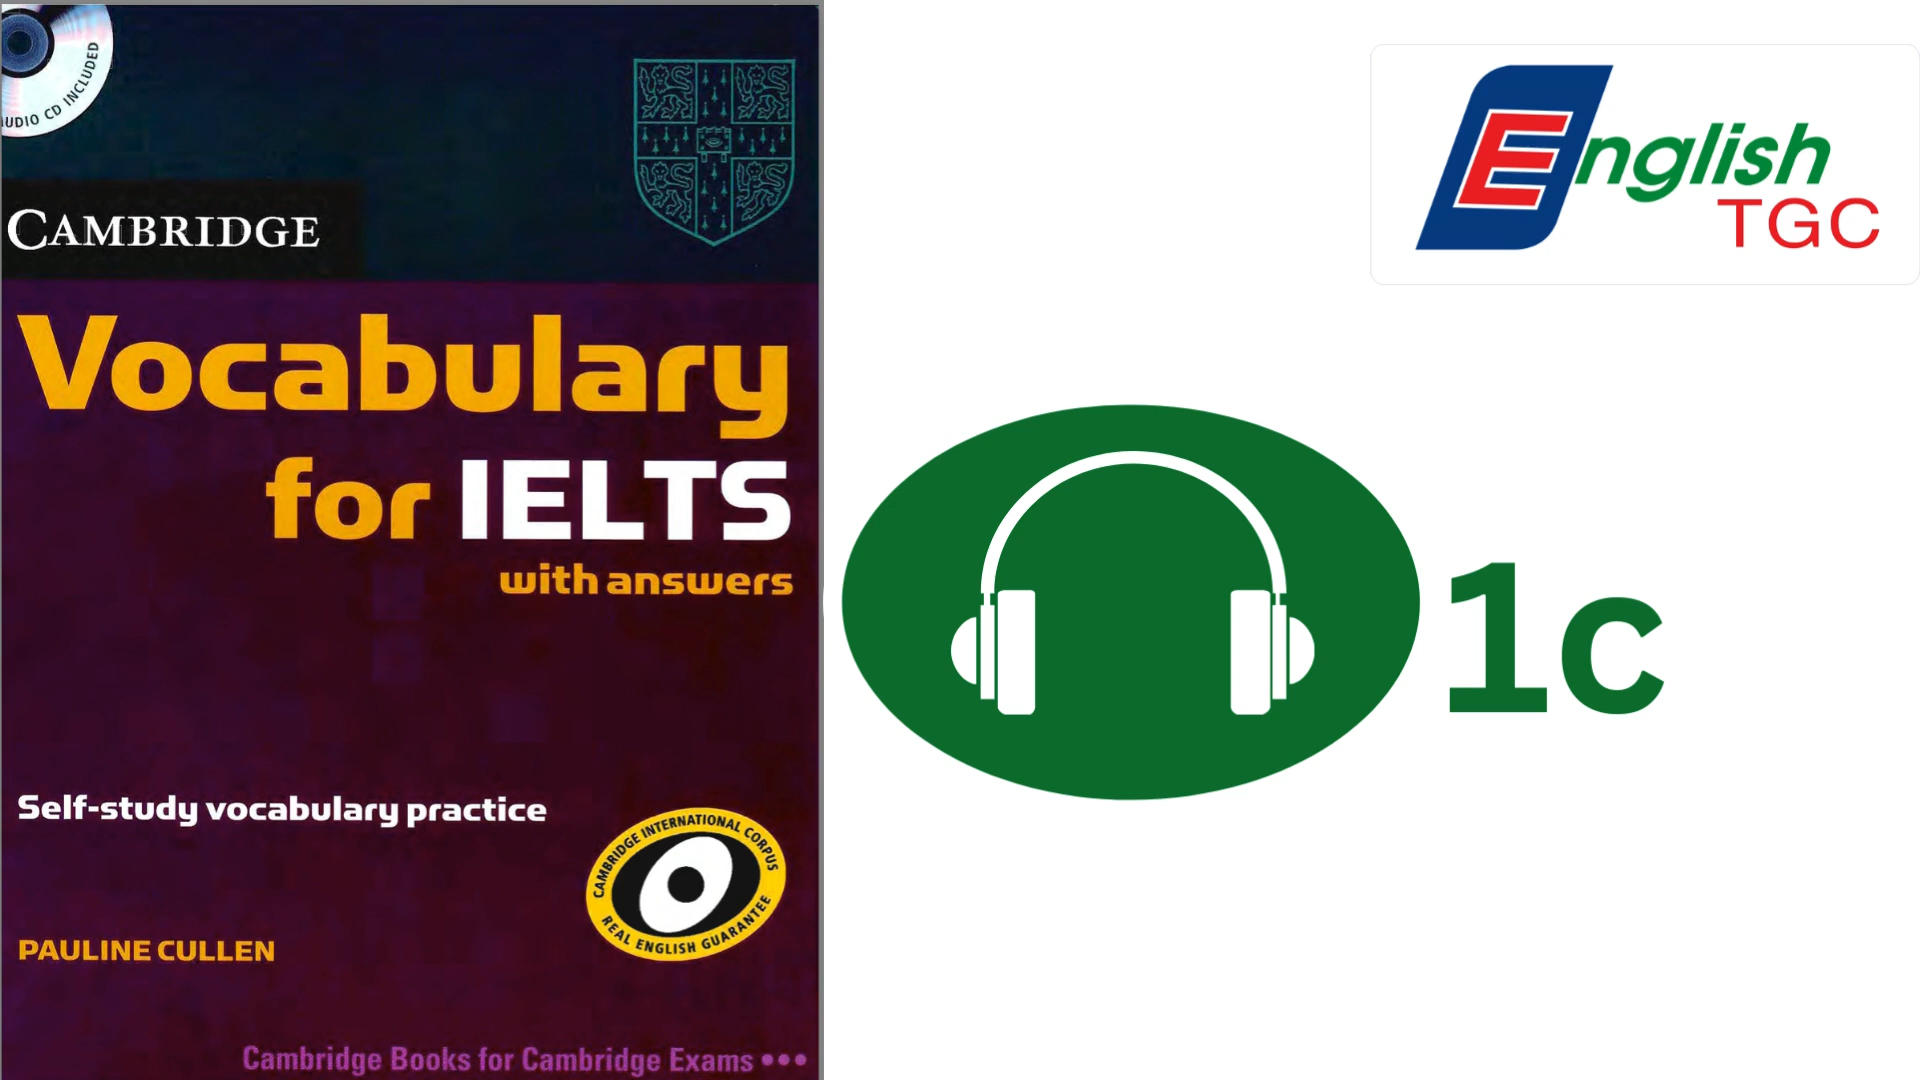 AUDIO CD INCLUDED
CAMBRIDGE
Vocabulary
for IELTS
with answers
Self-study vocabulary practice
CAMBRIDGE INTERNATIONAL CORPUS
REAL ENGLISH GUARANTEE
PAULINE CULLEN
Cambridge Books for Cambridge Exams •••
English
TGC
1c